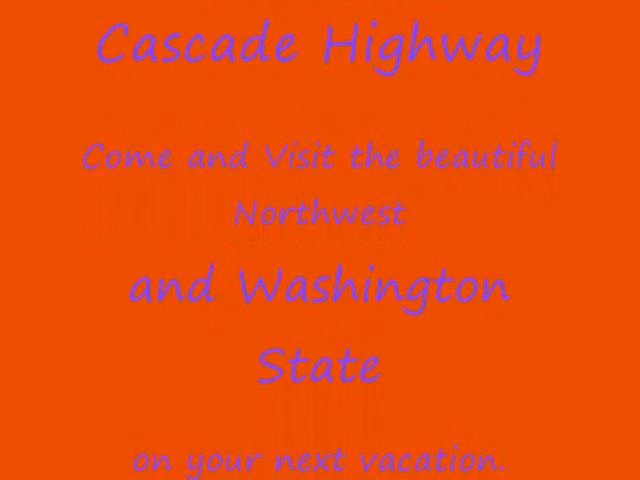 Cascade Highway
Come and Visit the beautiful
Northwest
and Washington
State
on your next vacation.